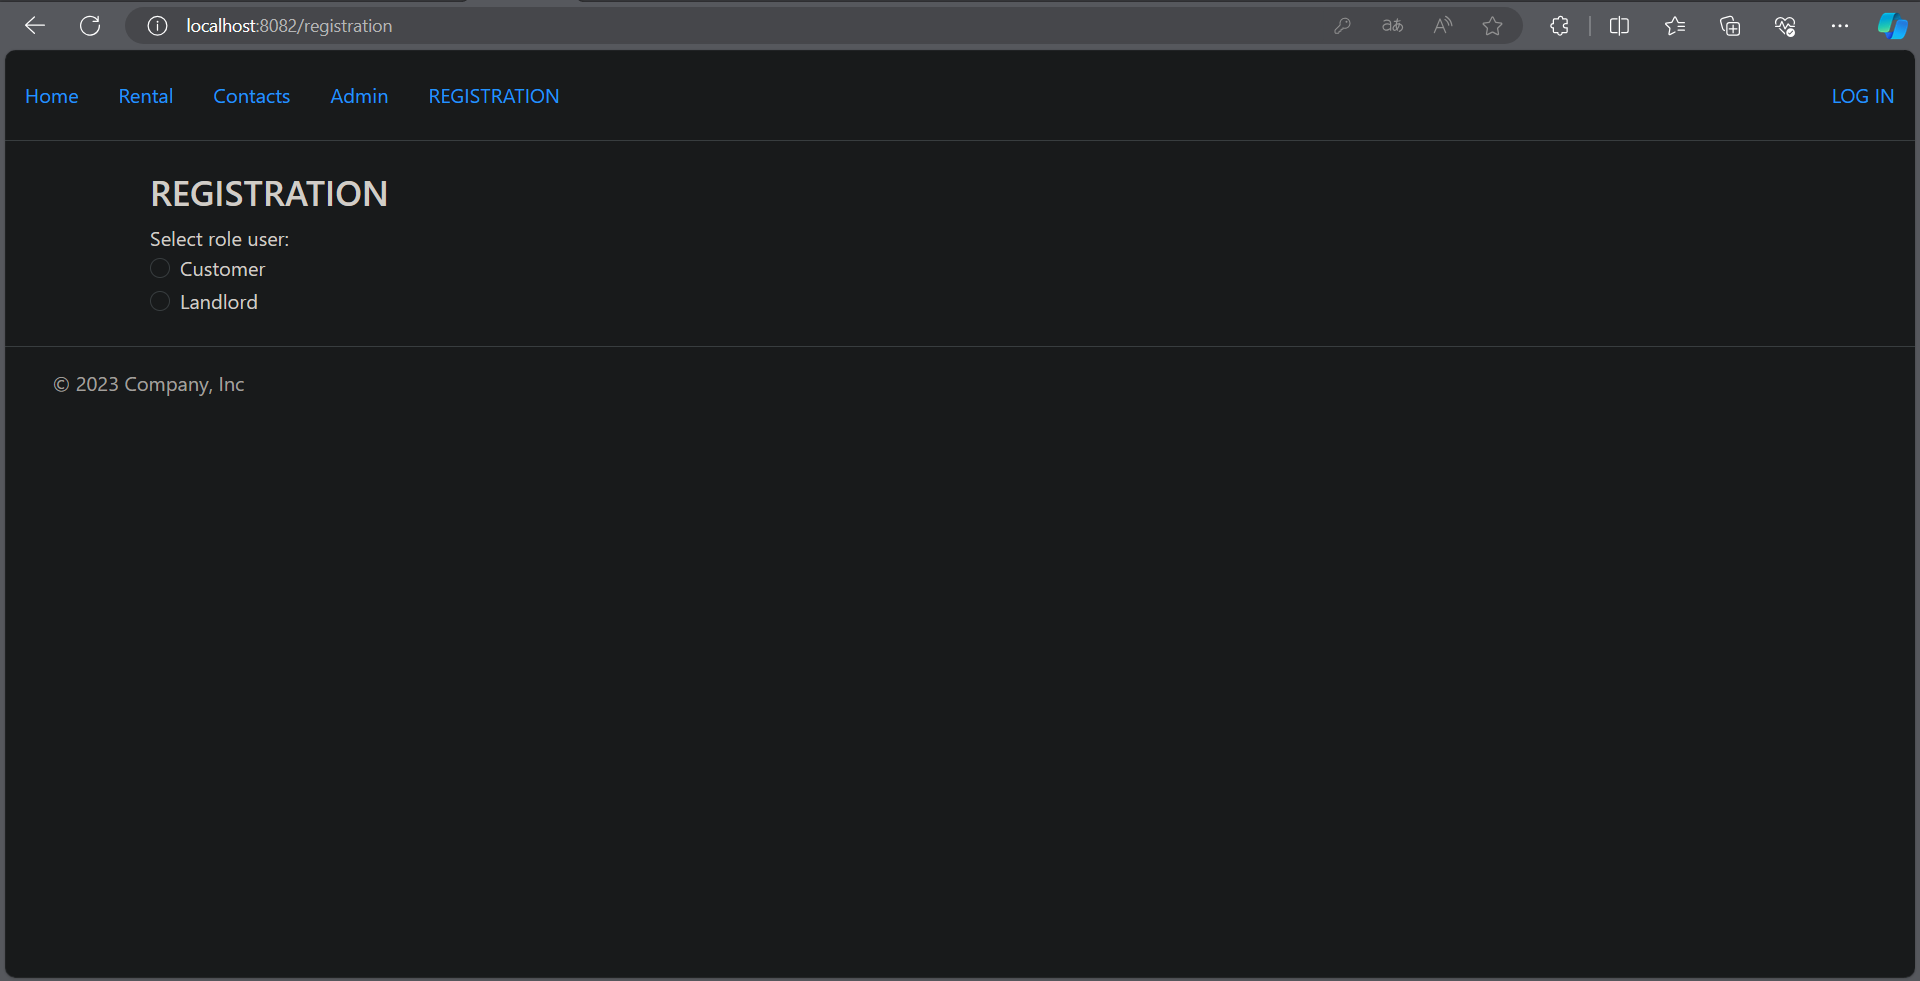 localhost:8082/registration
Home Rental Contacts Admin REGISTRATION LOG IN
REGISTRATION
Select role user:
Customer
Landlord
© 2023 Company, Inc